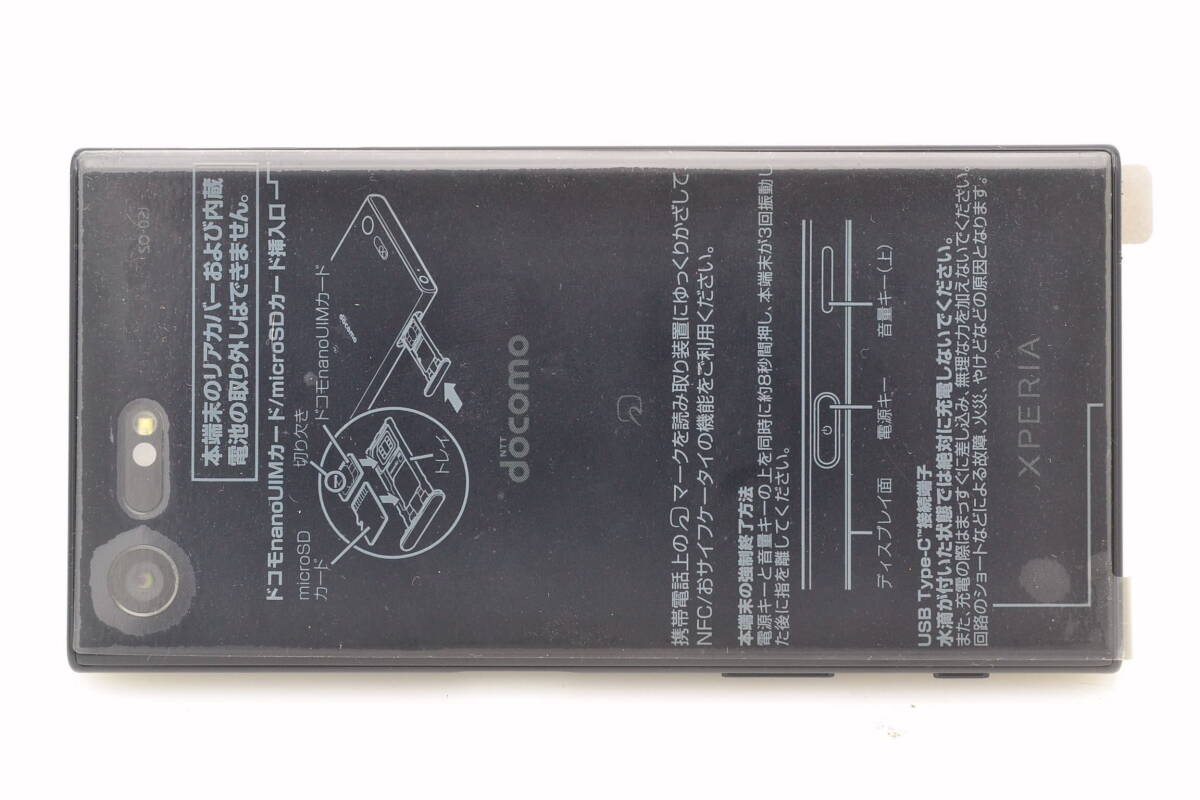 SO-02J
本端末のリアカバーおよび内蔵
電池の取り外しはできません。
ドコモnanoUIMカード/microSDカード挿入口
microSD
カード
切り欠き
ドコモnanoUIMカード
トレイ
docomo
NTT
docomo
携帯電話上の マークを読み取り装置にゆっくりかざして
NFC/おサイフケータイの機能をご利用ください。
本端末の強制終了方法
電源キーと音量キーの上を同時に約8秒間押し、本端末が3回振動し
た後に指を離してください。
ディスプレイ面
電源キー
音量キー(上)
USB Type-C™接続端子
水滴が付いた状態では絶対に充電しないでください。
また、充電の際はまっすぐに差し込み、無理な力を加えないでください。
回路のショートなどによる故障、火災、やけどなどの原因となります。
XPERIA